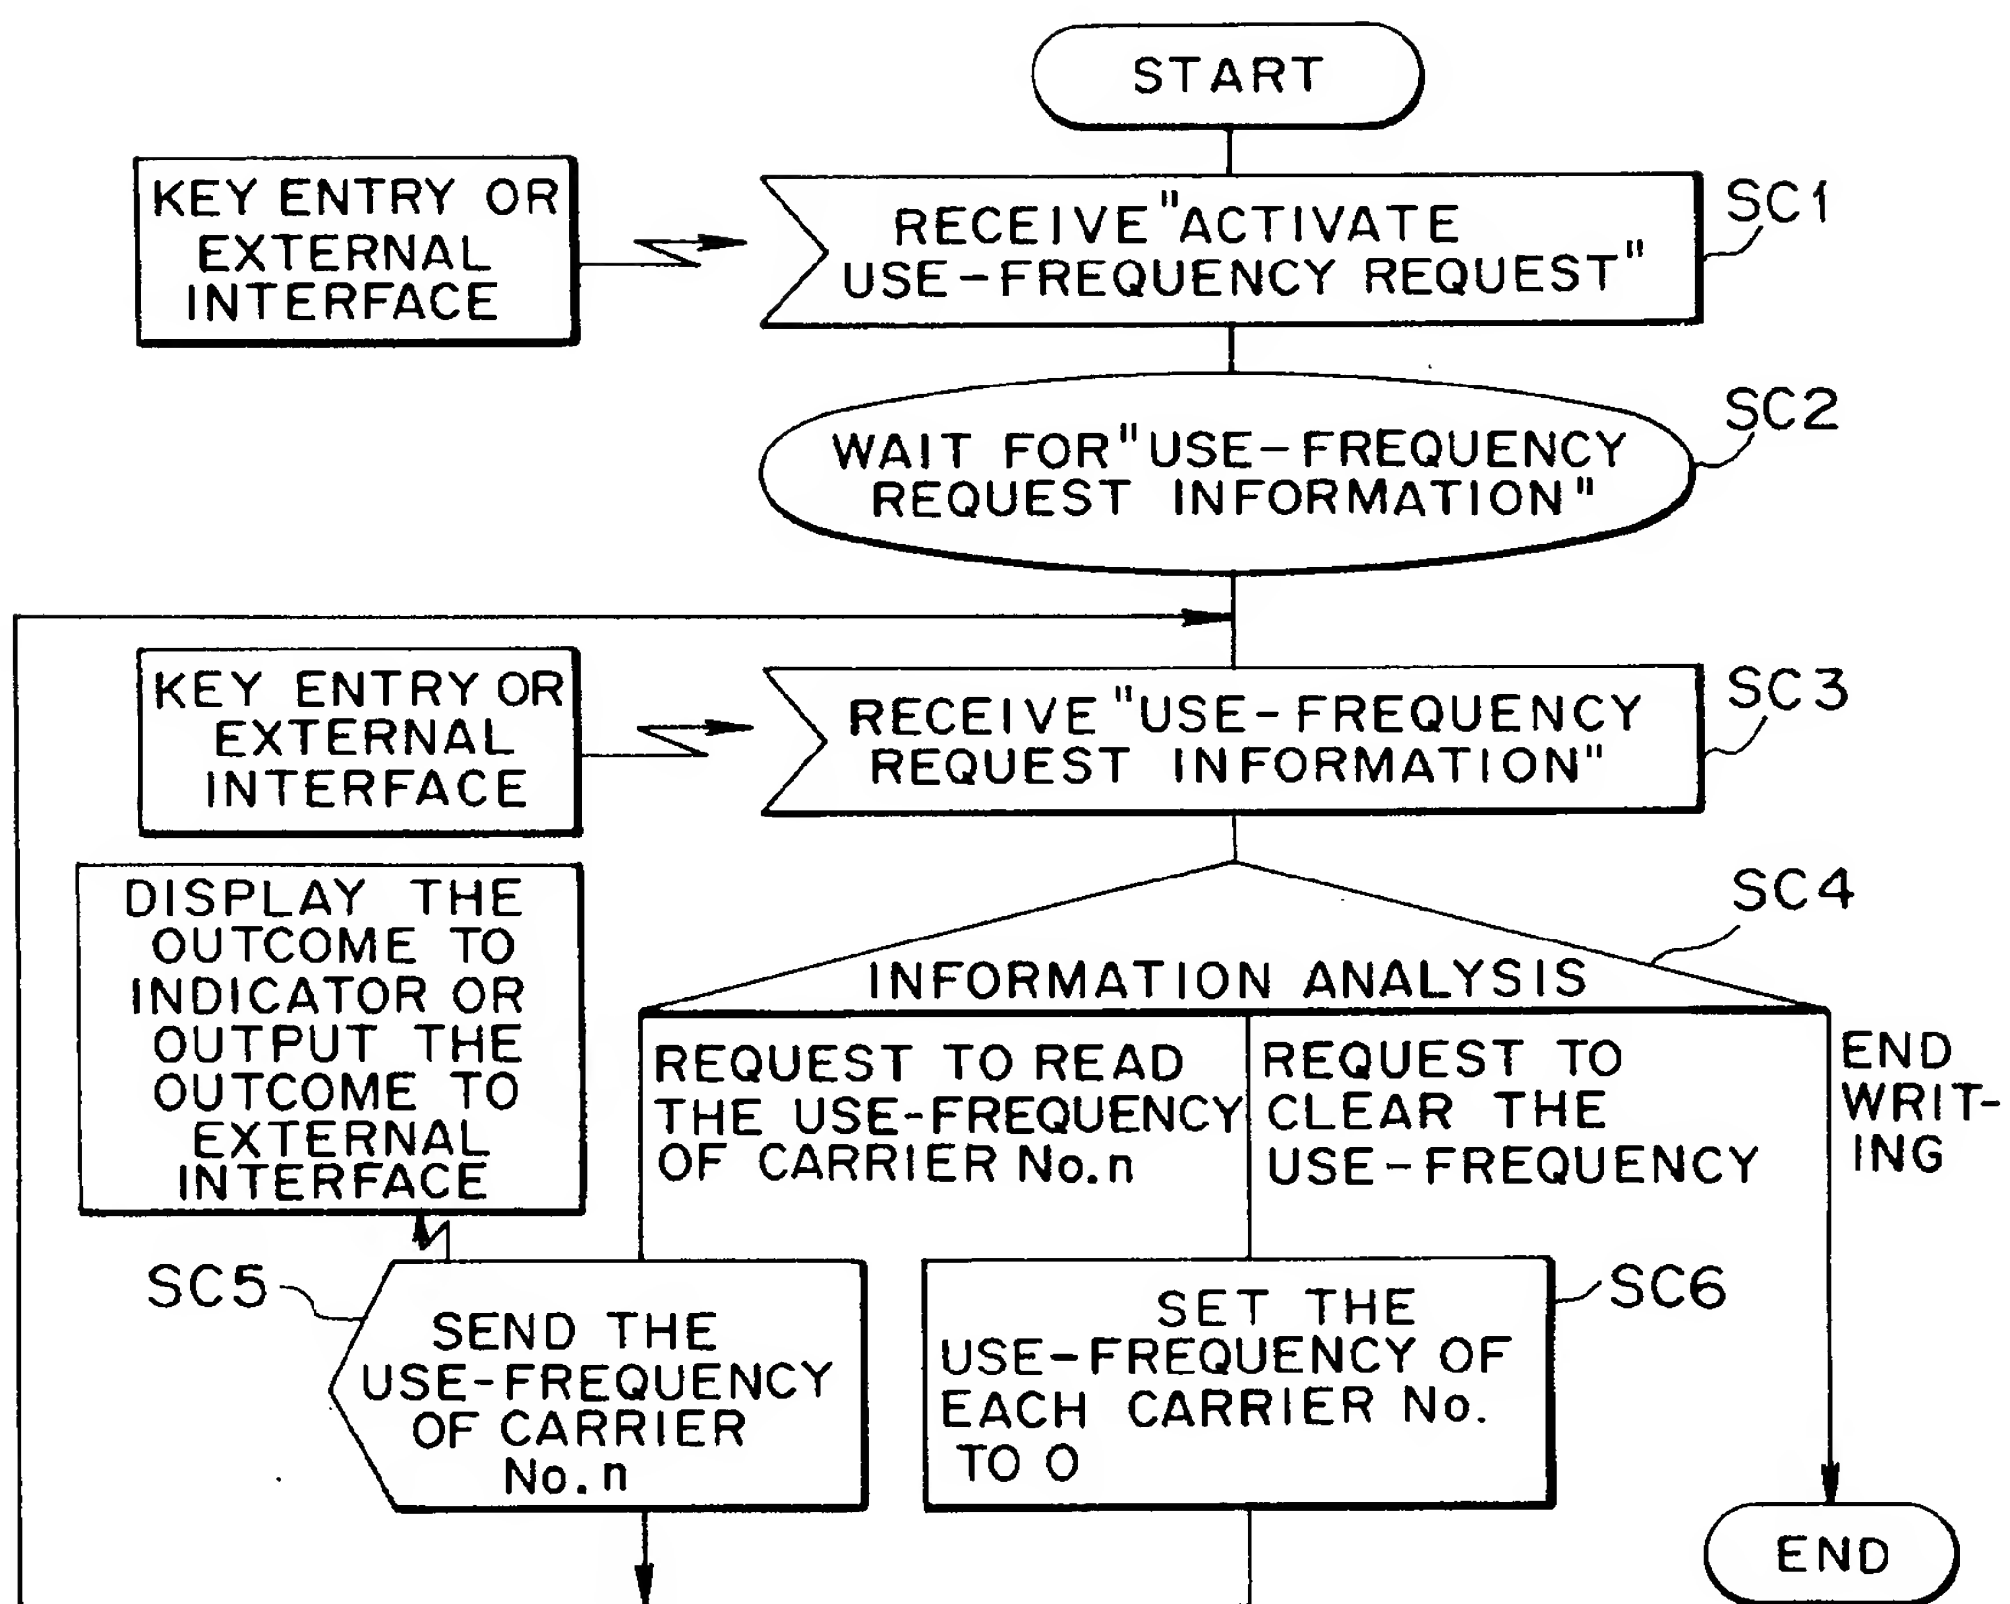 START
KEY ENTRY OR
EXTERNAL
INTERFACE
RECEIVE "ACTIVATE
USE-FREQUENCY REQUEST"
SC1
WAIT FOR "USE-FREQUENCY
REQUEST INFORMATION"
SC2
KEY ENTRY OR
EXTERNAL
INTERFACE
RECEIVE "USE-FREQUENCY
REQUEST INFORMATION"
SC3
DISPLAY THE
OUTCOME TO
INDICATOR OR
OUTPUT THE
OUTCOME TO
EXTERNAL
INTERFACE
INFORMATION ANALYSIS
SC4
REQUEST TO READ
THE USE-FREQUENCY
OF CARRIER No.n
REQUEST TO
CLEAR THE
USE-FREQUENCY
END
WRIT-
ING
SC5
SEND THE
USE-FREQUENCY
OF CARRIER
No.n
SET THE
USE-FREQUENCY OF
EACH CARRIER No.
TO 0
SC6
END